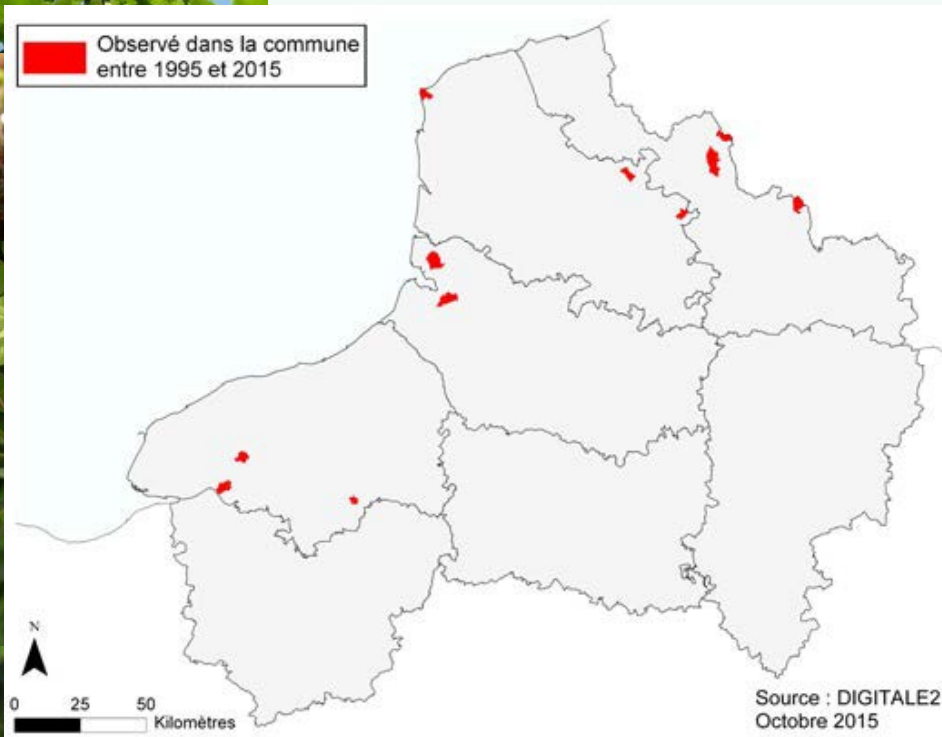 Observé dans la commune
entre 1995 et 2015
N
0 25 50
Kilomètres
Source : DIGITALE2
Octobre 2015